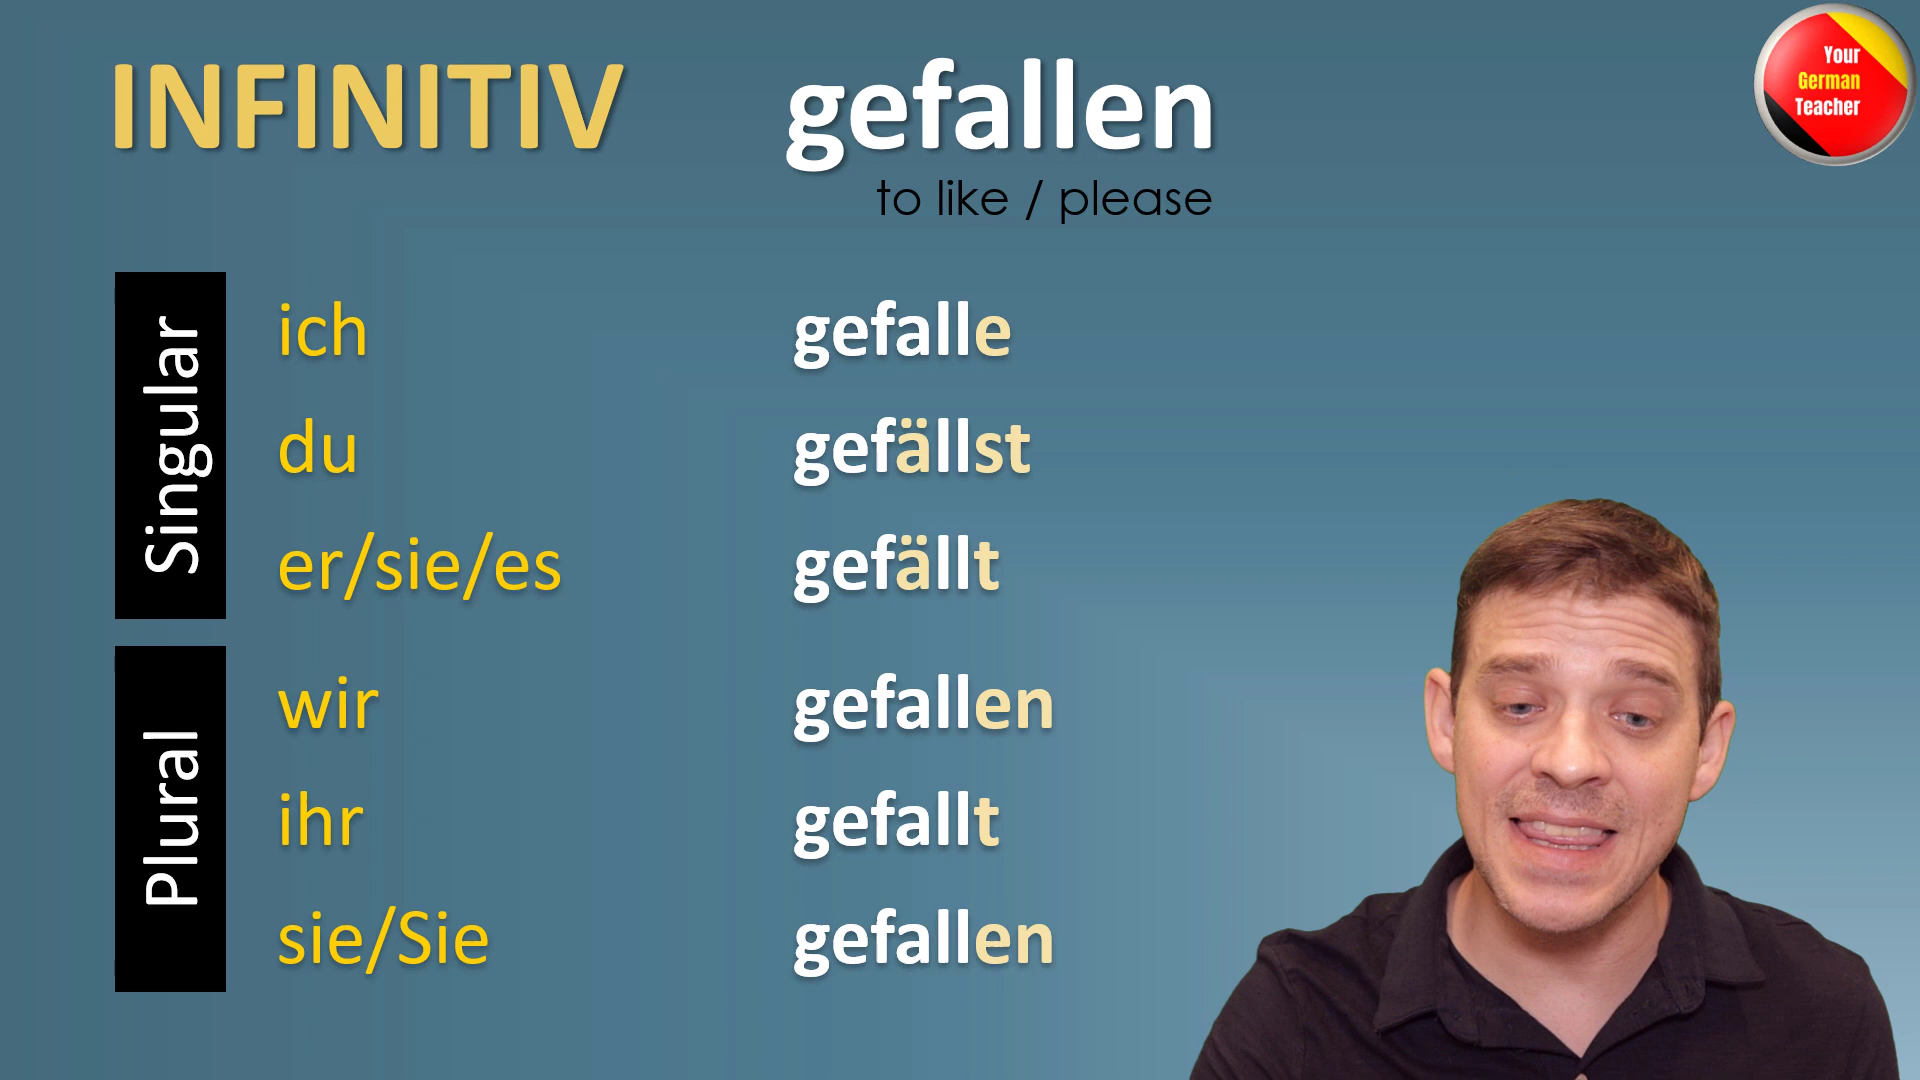 INFINITIV gefallen
to like / please
Your
German
Teacher
Singular
ich gefalle
du gefällst
er/sie/es gefällt
Plural
wir gefallen
ihr gefallt
sie/Sie gefallen